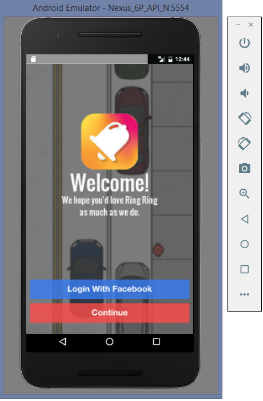 Android Emulator - Nexus_6P_API_N:5554
12:44
Welcome!
We hope you'd love Ring Ring
as much as we do.
Login With Facebook
Continue